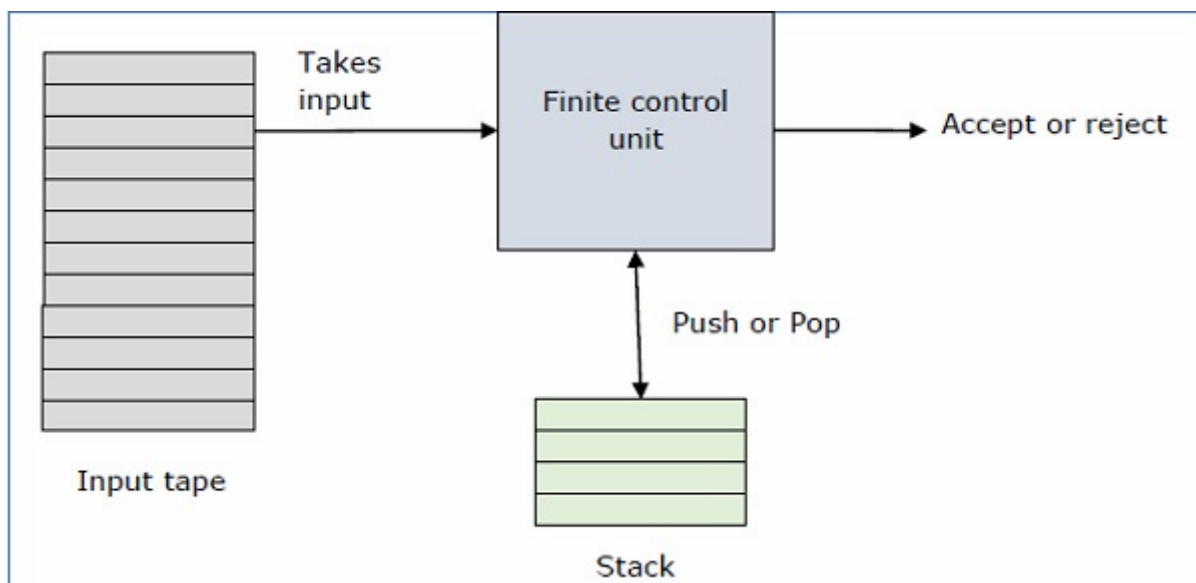 Takes
input
Finite control
unit
Accept or reject
Push or Pop
Input tape
Stack